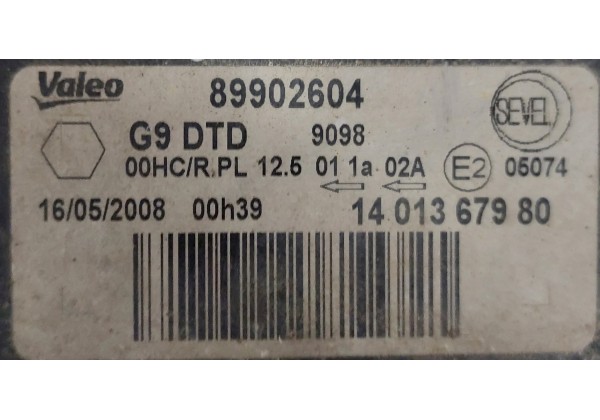 Valeo 89902604
SEVEL
G9 DTD 9098
00HC/R.PL 12.5 01 1a 02A E2 05074
16/05/2008 00h39 14 013 679 80